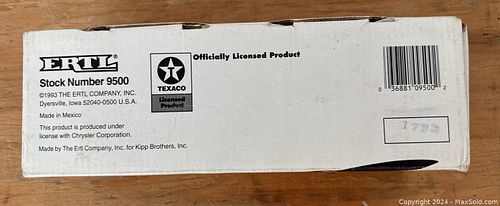 ERTL®
Stock Number 9500
©1993 THE ERTL COMPANY, INC.
Dyersville, Iowa 52040-0500 U.S.A.
Made in Mexico
This product is produced under
license with Chrysler Corporation.
Made by The Ertl Company, Inc. for Kipp Brothers, Inc.
T
TEXACO
Licensed
Product
Officially Licensed Product
0 36881 09500 2
Copyright © 2024 - MaxSold.com